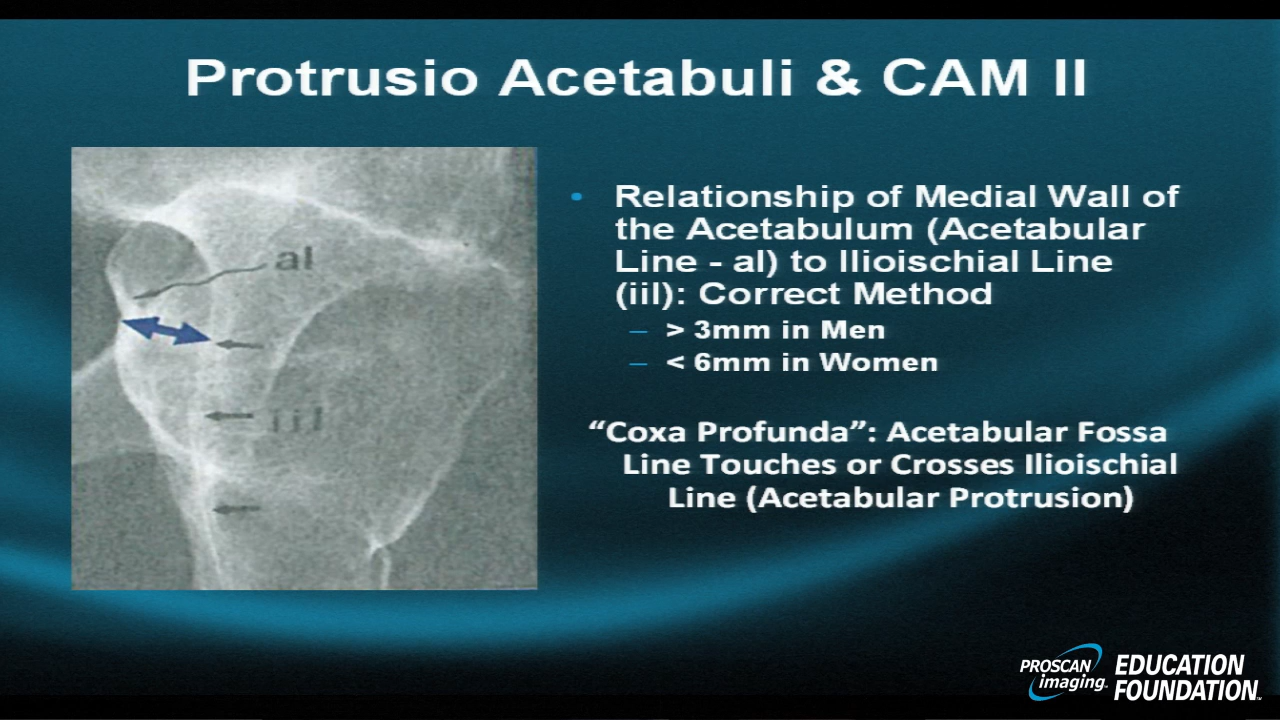 Protrusio Acetabuli & CAM II
al
iil
• Relationship of Medial Wall of
the Acetabulum (Acetabular
Line - al) to Ilioischial Line
(iil): Correct Method
– > 3mm in Men
– < 6mm in Women
“Coxa Profunda”: Acetabular Fossa
Line Touches or Crosses Ilioischial
Line (Acetabular Protrusion)
PROSCAN
imaging
EDUCATION
FOUNDATION